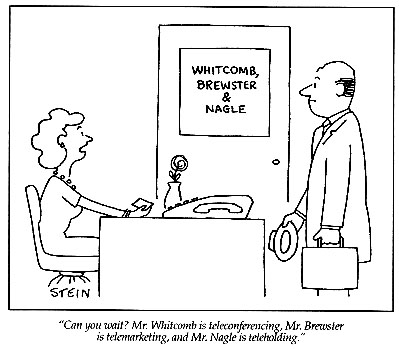 WHITCOMB,
BREWSTER
&
NAGLE
STEIN
"Can you wait? Mr. Whitcomb is teleconferencing, Mr. Brewster
is telemarketing, and Mr. Nagle is teleholding."